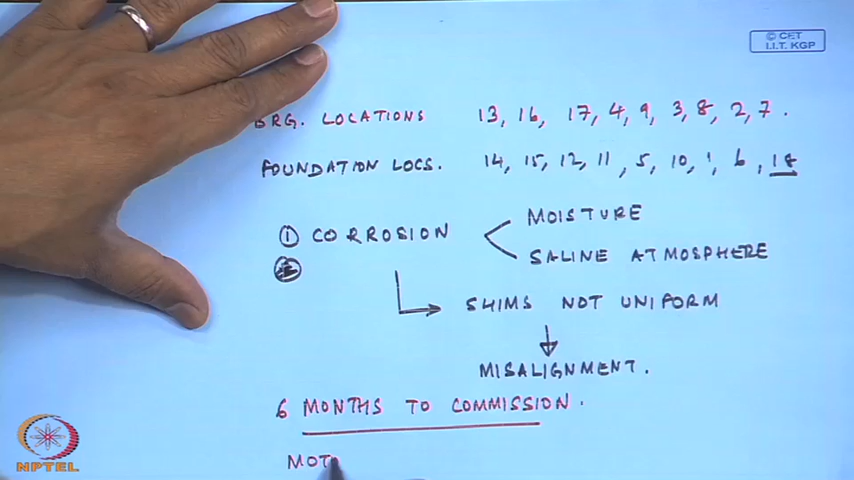 © CET
I.I.T. KGP
BRG. LOCATIONS 13, 16, 17, 4, 9, 3, 8, 2, 7.
FOUNDATION LOCS. 14, 15, 12, 11, 5, 10, 1, 6, 18
① CORROSION
MOISTURE
SALINE ATMOSPHERE
SHIMS NOT UNIFORM
MISALIGNMENT.
6 MONTHS TO COMMISSION.
MOT
NPTEL